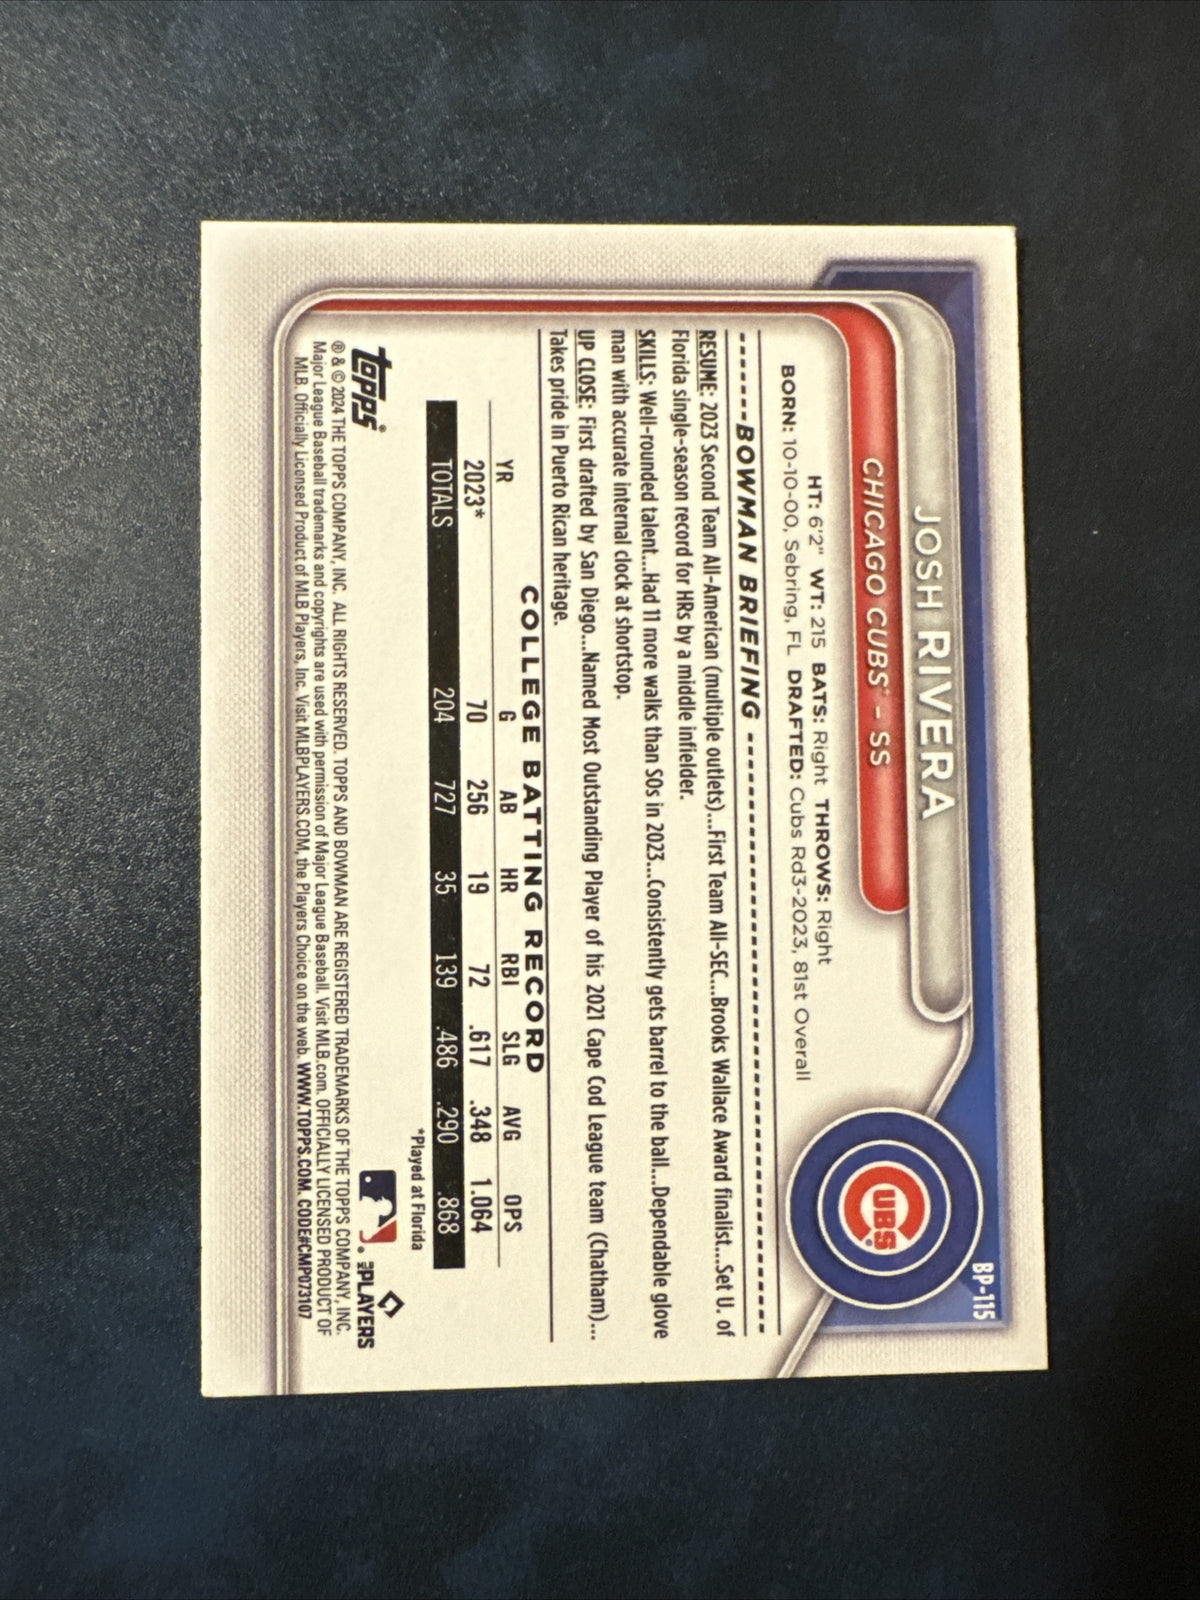 BP-115
JOSH RIVERA
CHICAGO CUBS® – SS
HT: 6'2" WT: 215 BATS: Right THROWS: Right
BORN: 10-10-00, Sebring, FL DRAFTED: Cubs Rd3-2023, 81st Overall
CUBS
BOWMAN BRIEFING
RESUME: 2023 Second Team All-American (multiple outlets)...First Team All-SEC...Brooks Wallace Award finalist...Set U. of
Florida single-season record for HRs by a middle infielder.
SKILLS: Well-rounded talent...Had 11 more walks than SOs in 2023...Consistently gets barrel to the ball...Dependable glove
man with accurate internal clock at shortstop.
UP CLOSE: First drafted by San Diego...Named Most Outstanding Player of his 2021 Cape Cod League team (Chatham)...
Takes pride in Puerto Rican heritage.
COLLEGE BATTING RECORD
YR G AB HR RBI SLG AVG OPS
2023* 70 256 19 72 .617 .348 1.064
TOTALS 204 727 35 139 .486 .290 .868
*Played at Florida
topps®
MLB PLAYERS
® & © 2024 THE TOPPS COMPANY, INC. ALL RIGHTS RESERVED. TOPPS AND BOWMAN ARE REGISTERED TRADEMARKS OF THE TOPPS COMPANY, INC.
Major League Baseball trademarks and copyrights are used with permission of Major League Baseball. Visit MLB.com. OFFICIALLY LICENSED PRODUCT OF
MLB. Officially Licensed Product of MLB Players, Inc. Visit MLBPLAYERS.COM, the Players Choice on the web. WWW.TOPPS.COM. CODE#CMP073107